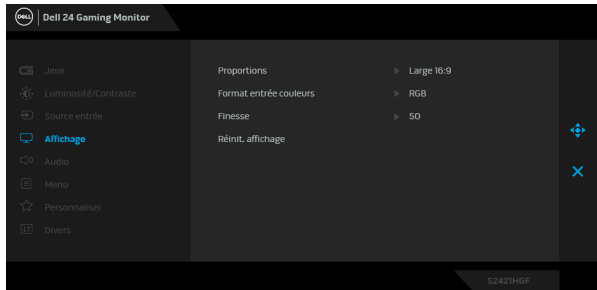 DELL
Dell 24 Gaming Monitor
Jeux
Luminosité/Contraste
Source entrée
Affichage
Audio
Menu
Personnaliser
Divers
Proportions Large 16:9
Format entrée couleurs RGB
Finesse 50
Réinit. affichage
S2421HGF